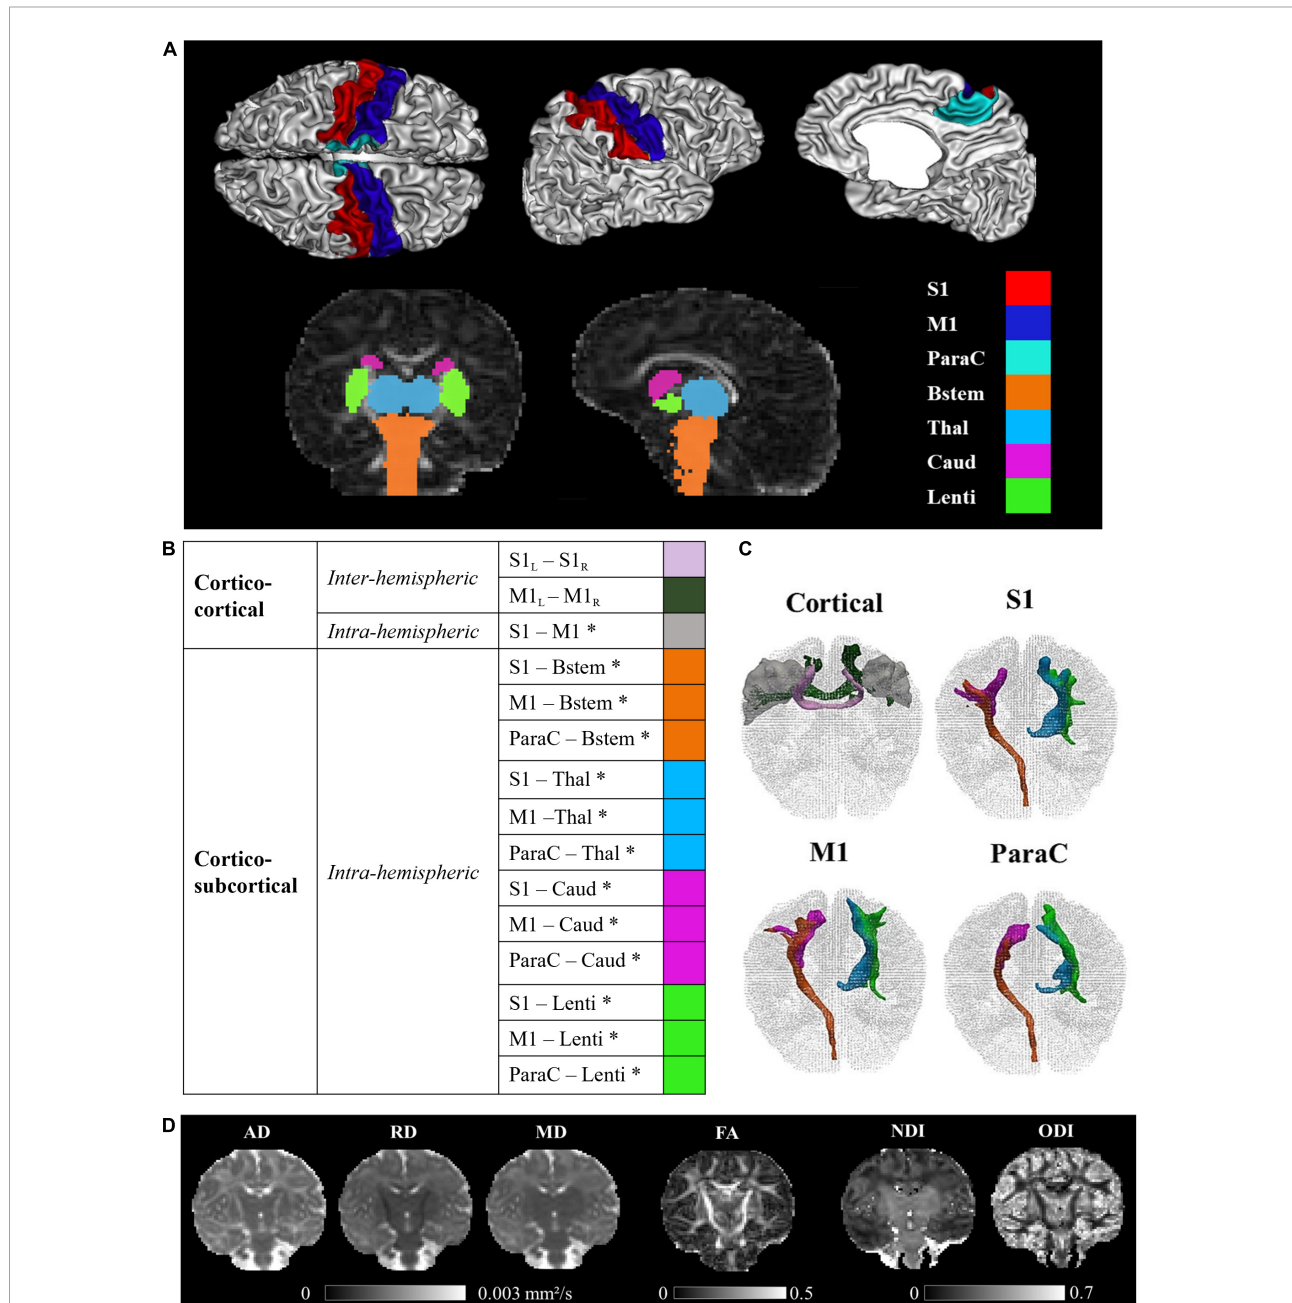 A
S1
M1
ParaC
Bstem
Thal
Caud
Lenti
B
Cortico-
cortical
Inter-hemispheric
S1L – S1R
M1L – M1R
Intra-hemispheric
S1 – M1 *
Cortico-
subcortical
Intra-hemispheric
S1 – Bstem *
M1 – Bstem *
ParaC – Bstem *
S1 – Thal *
M1 –Thal *
ParaC – Thal *
S1 – Caud *
M1 – Caud *
ParaC – Caud *
S1 – Lenti *
M1 – Lenti *
ParaC – Lenti *
C
Cortical
S1
M1
ParaC
D
AD RD MD FA NDI ODI
0 0.003 mm²/s 0 0.5 0 0.7